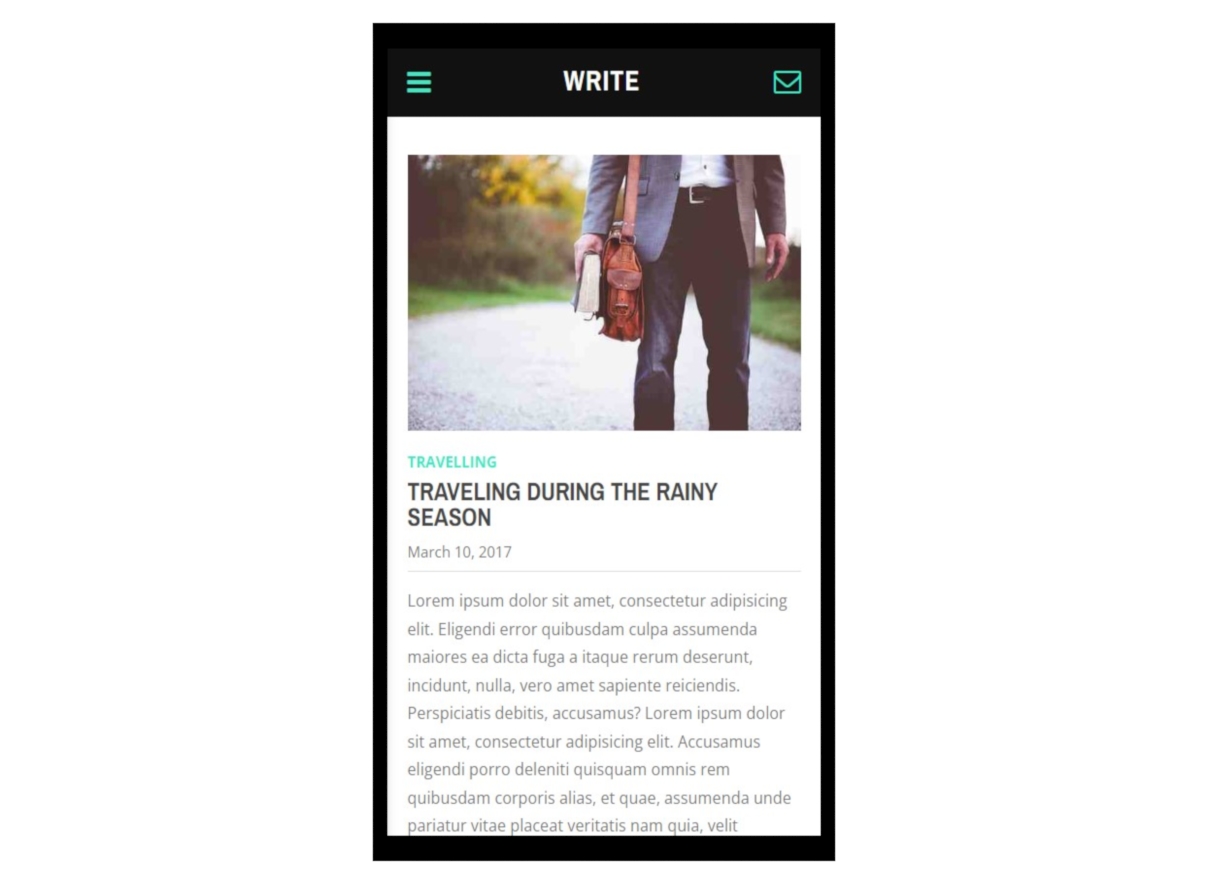 WRITE
TRAVELLING
TRAVELING DURING THE RAINY
SEASON
March 10, 2017
Lorem ipsum dolor sit amet, consectetur adipisicing
elit. Eligendi error quibusdam culpa assumenda
maiores ea dicta fuga a itaque rerum deserunt,
incidunt, nulla, vero amet sapiente reiciendis.
Perspiciatis debitis, accusamus? Lorem ipsum dolor
sit amet, consectetur adipisicing elit. Accusamus
eligendi porro deleniti quisquam omnis rem
quibusdam corporis alias, et quae, assumenda unde
pariatur vitae placeat veritatis nam quia, velit